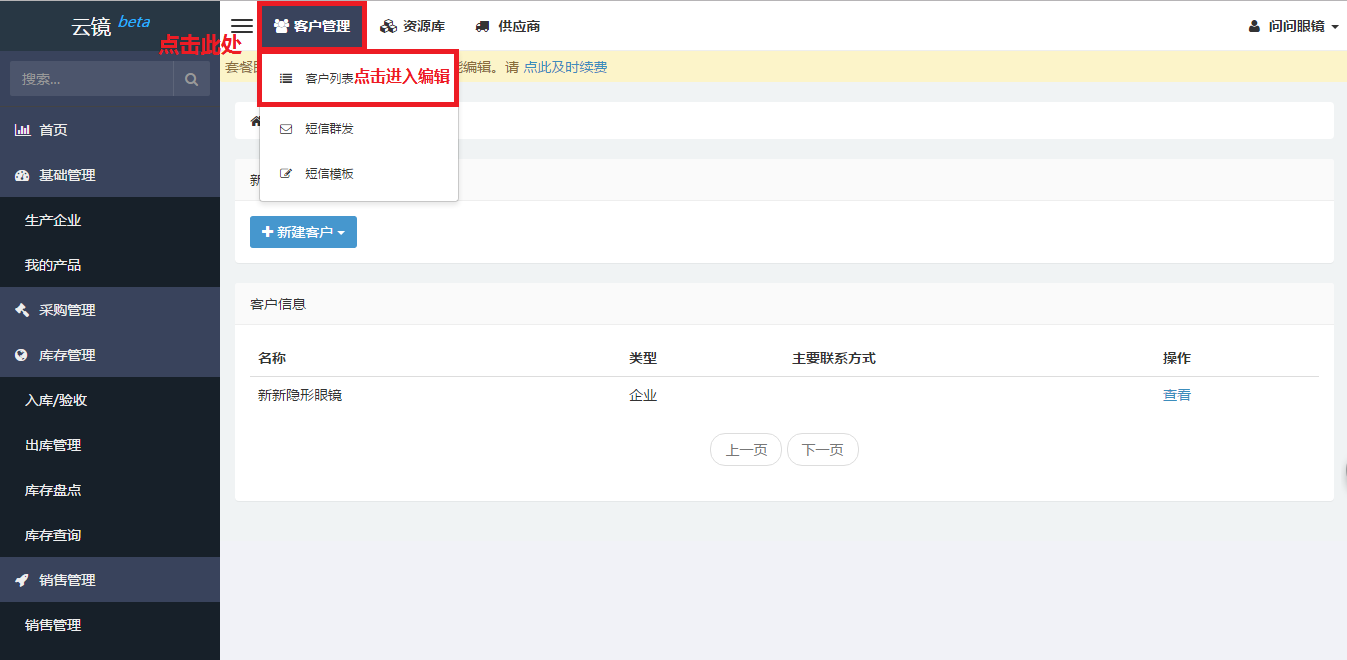 云镜 beta
客户管理
资源库
供应商
问问眼镜
点击此处
搜索...
套餐
编辑。请 点此及时续费
客户列表
点击进入编辑
短信群发
短信模板
首页
基础管理
生产企业
我的产品
采购管理
库存管理
入库/验收
出库管理
库存盘点
库存查询
销售管理
销售管理
新
新建客户
客户信息
名称 类型 主要联系方式 操作
新新隐形眼镜 企业 查看
上一页 下一页